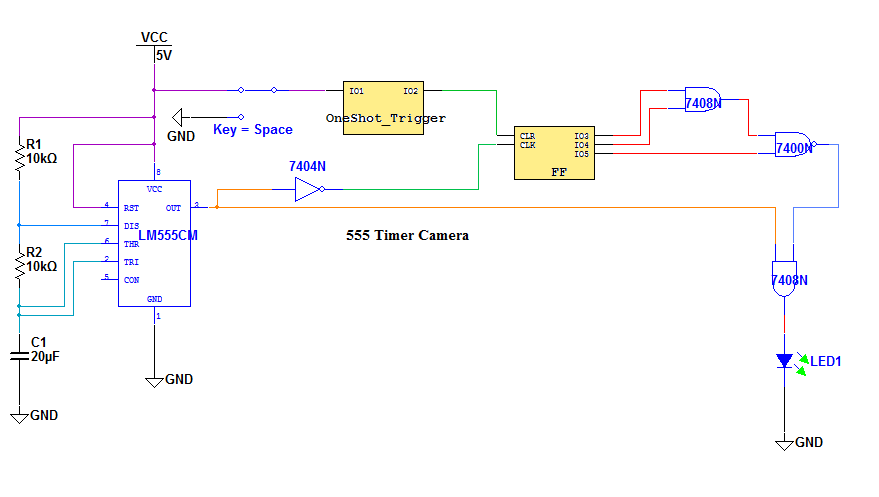 VCC
5V
IO1 IO2
OneShot_Trigger
GND
Key = Space
7408N
CLR IO3
CLK IO4
IO5
FF
7400N
R1
10kΩ
7404N
8
VCC
4 RST OUT 3
7 DIS
LM555CM
6 THR
2 TRI
5 CON
GND
1
555 Timer Camera
R2
10kΩ
7408N
C1
20µF
LED1
GND
GND
GND